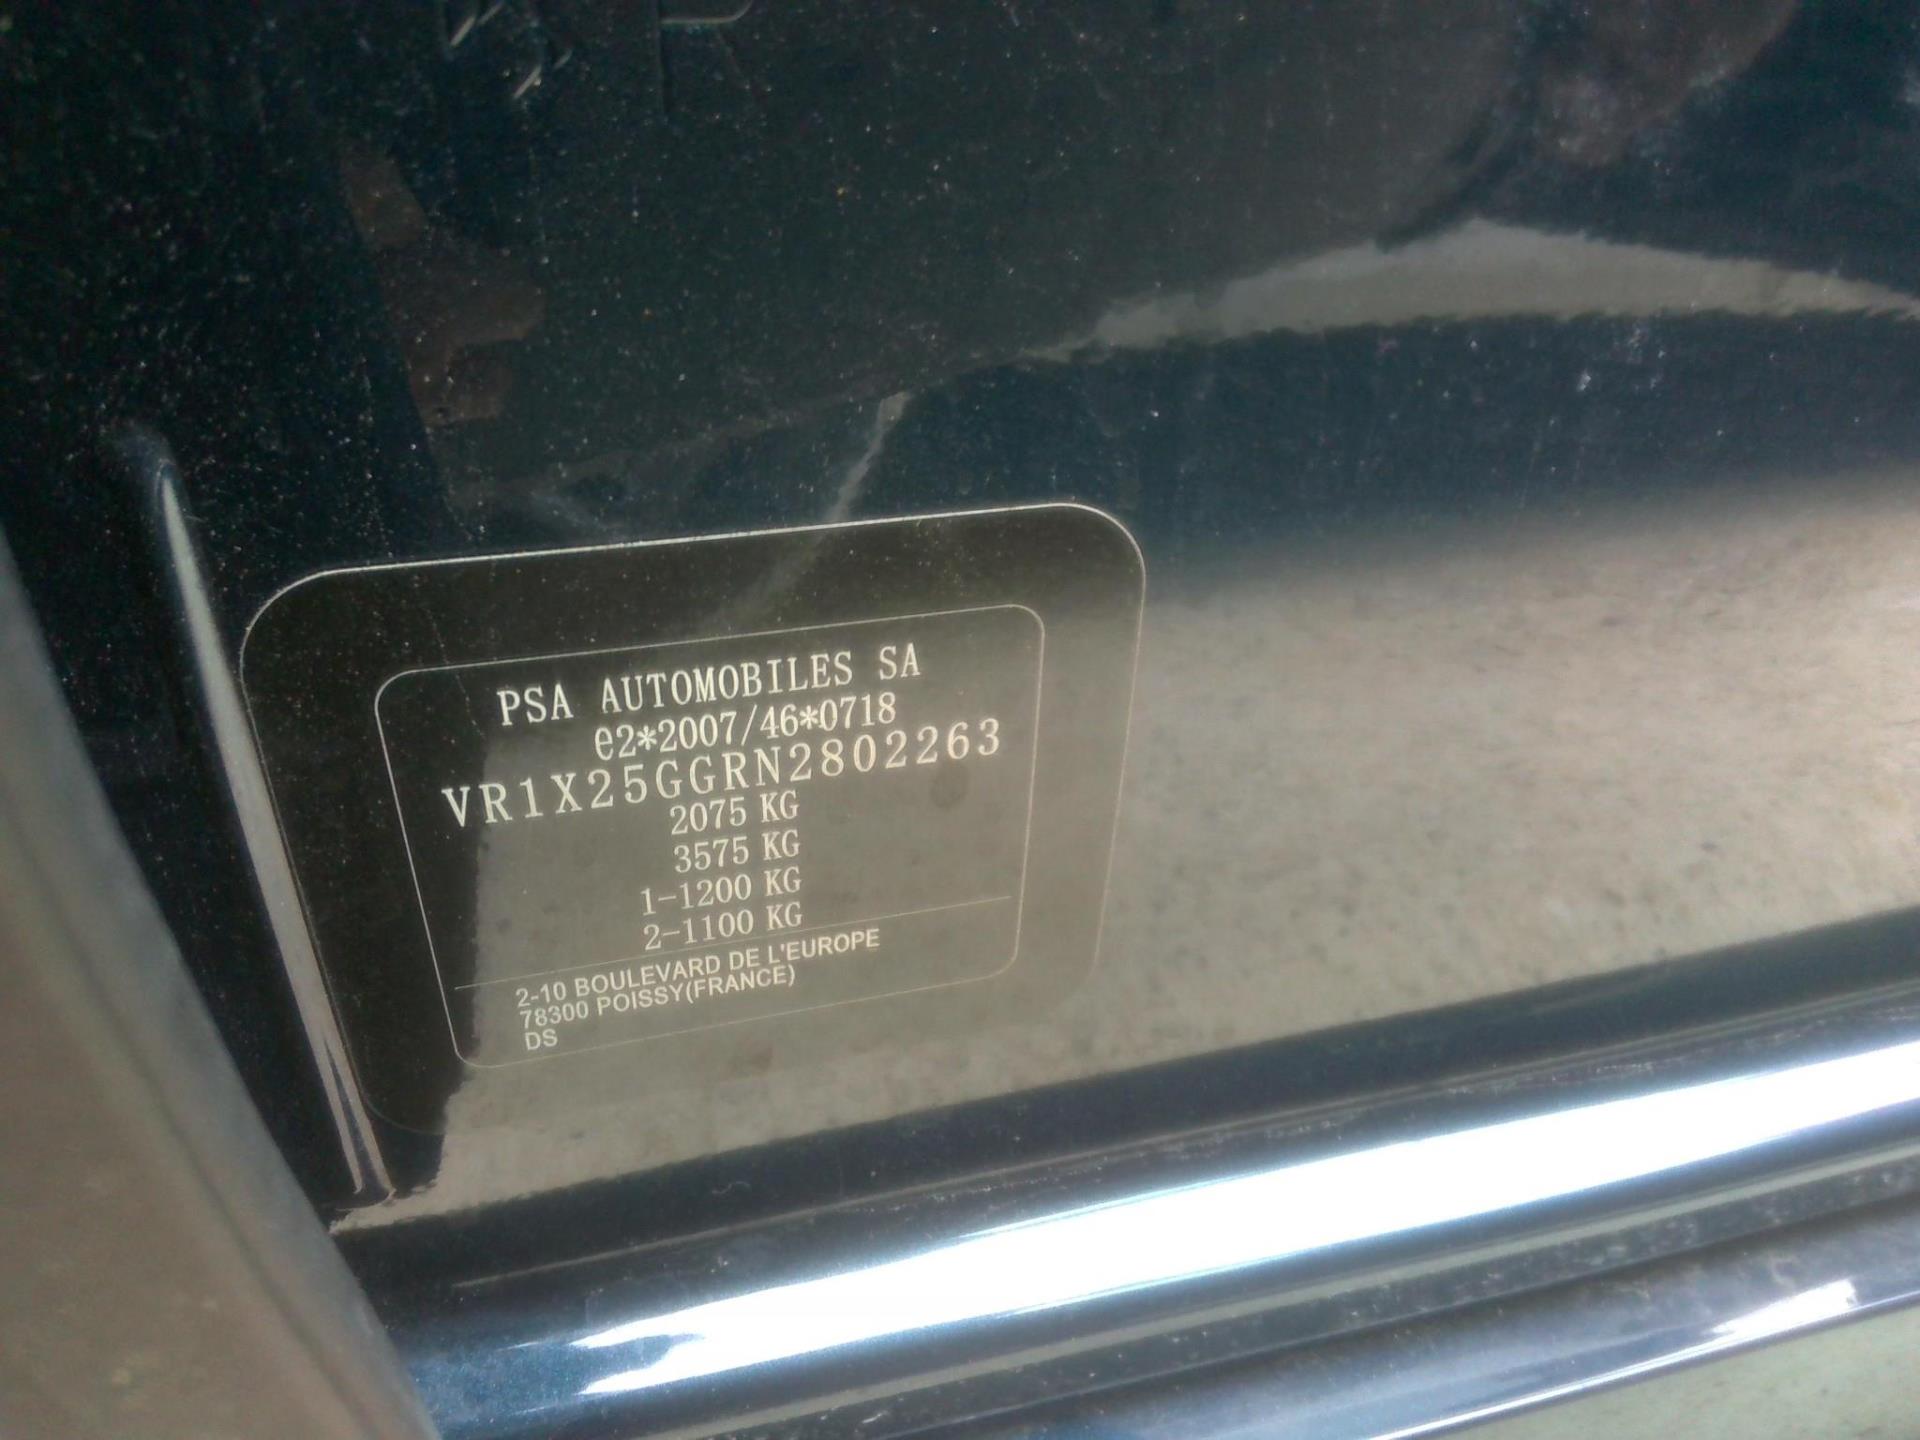 PSA AUTOMOBILES SA
e2*2007/46*0718
VR1X25GGRN2802263
2075 KG
3575 KG
1-1200 KG
2-1100 KG
2-10 BOULEVARD DE L'EUROPE
78300 POISSY(FRANCE)
DS